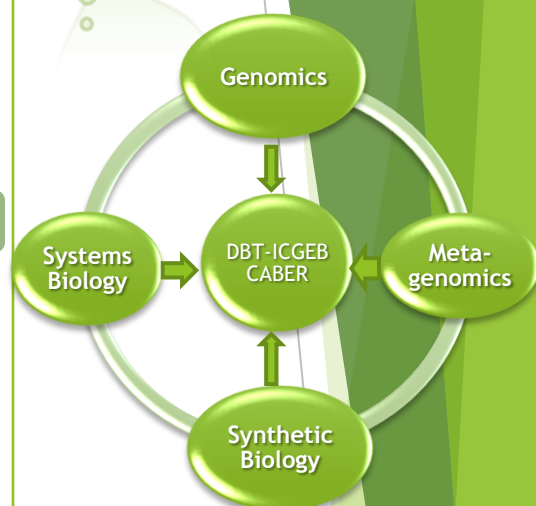 Genomics
Systems
Biology
DBT-ICGEB
CABER
Meta-
genomics
Synthetic
Biology